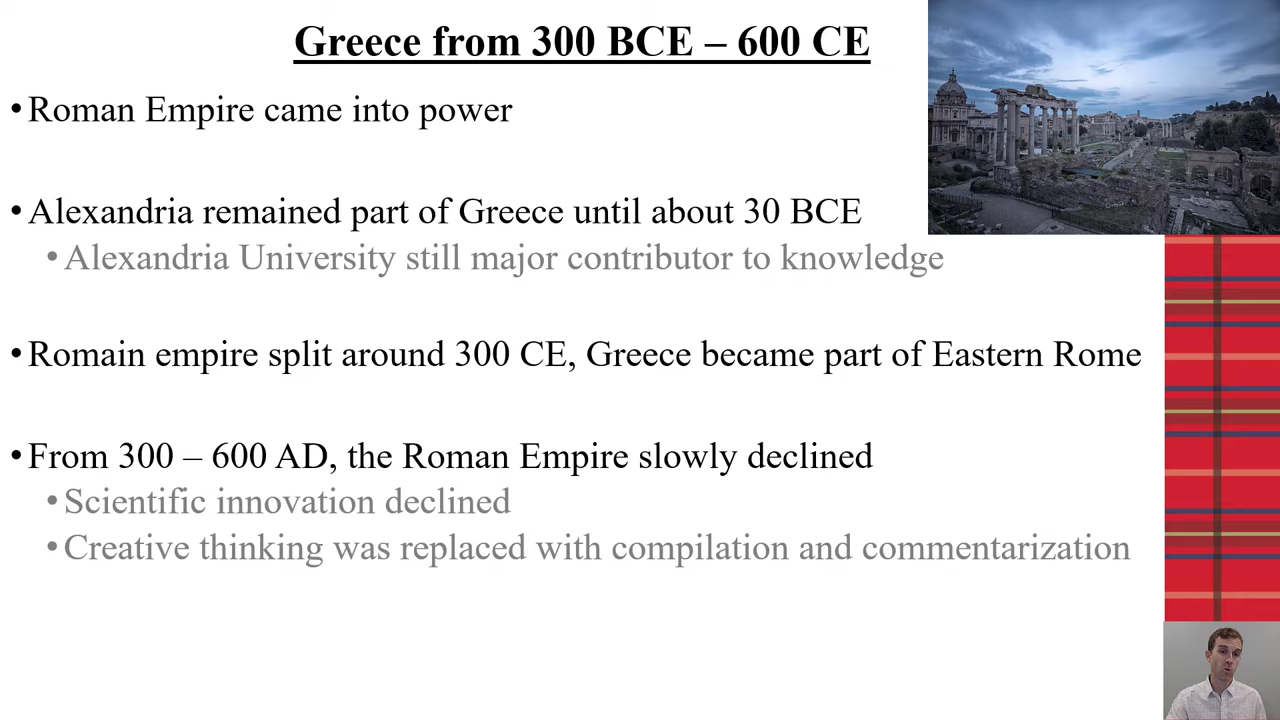 Greece from 300 BCE – 600 CE
•Roman Empire came into power
•Alexandria remained part of Greece until about 30 BCE
•Alexandria University still major contributor to knowledge
•Romain empire split around 300 CE, Greece became part of Eastern Rome
•From 300 – 600 AD, the Roman Empire slowly declined
•Scientific innovation declined
•Creative thinking was replaced with compilation and commentarization